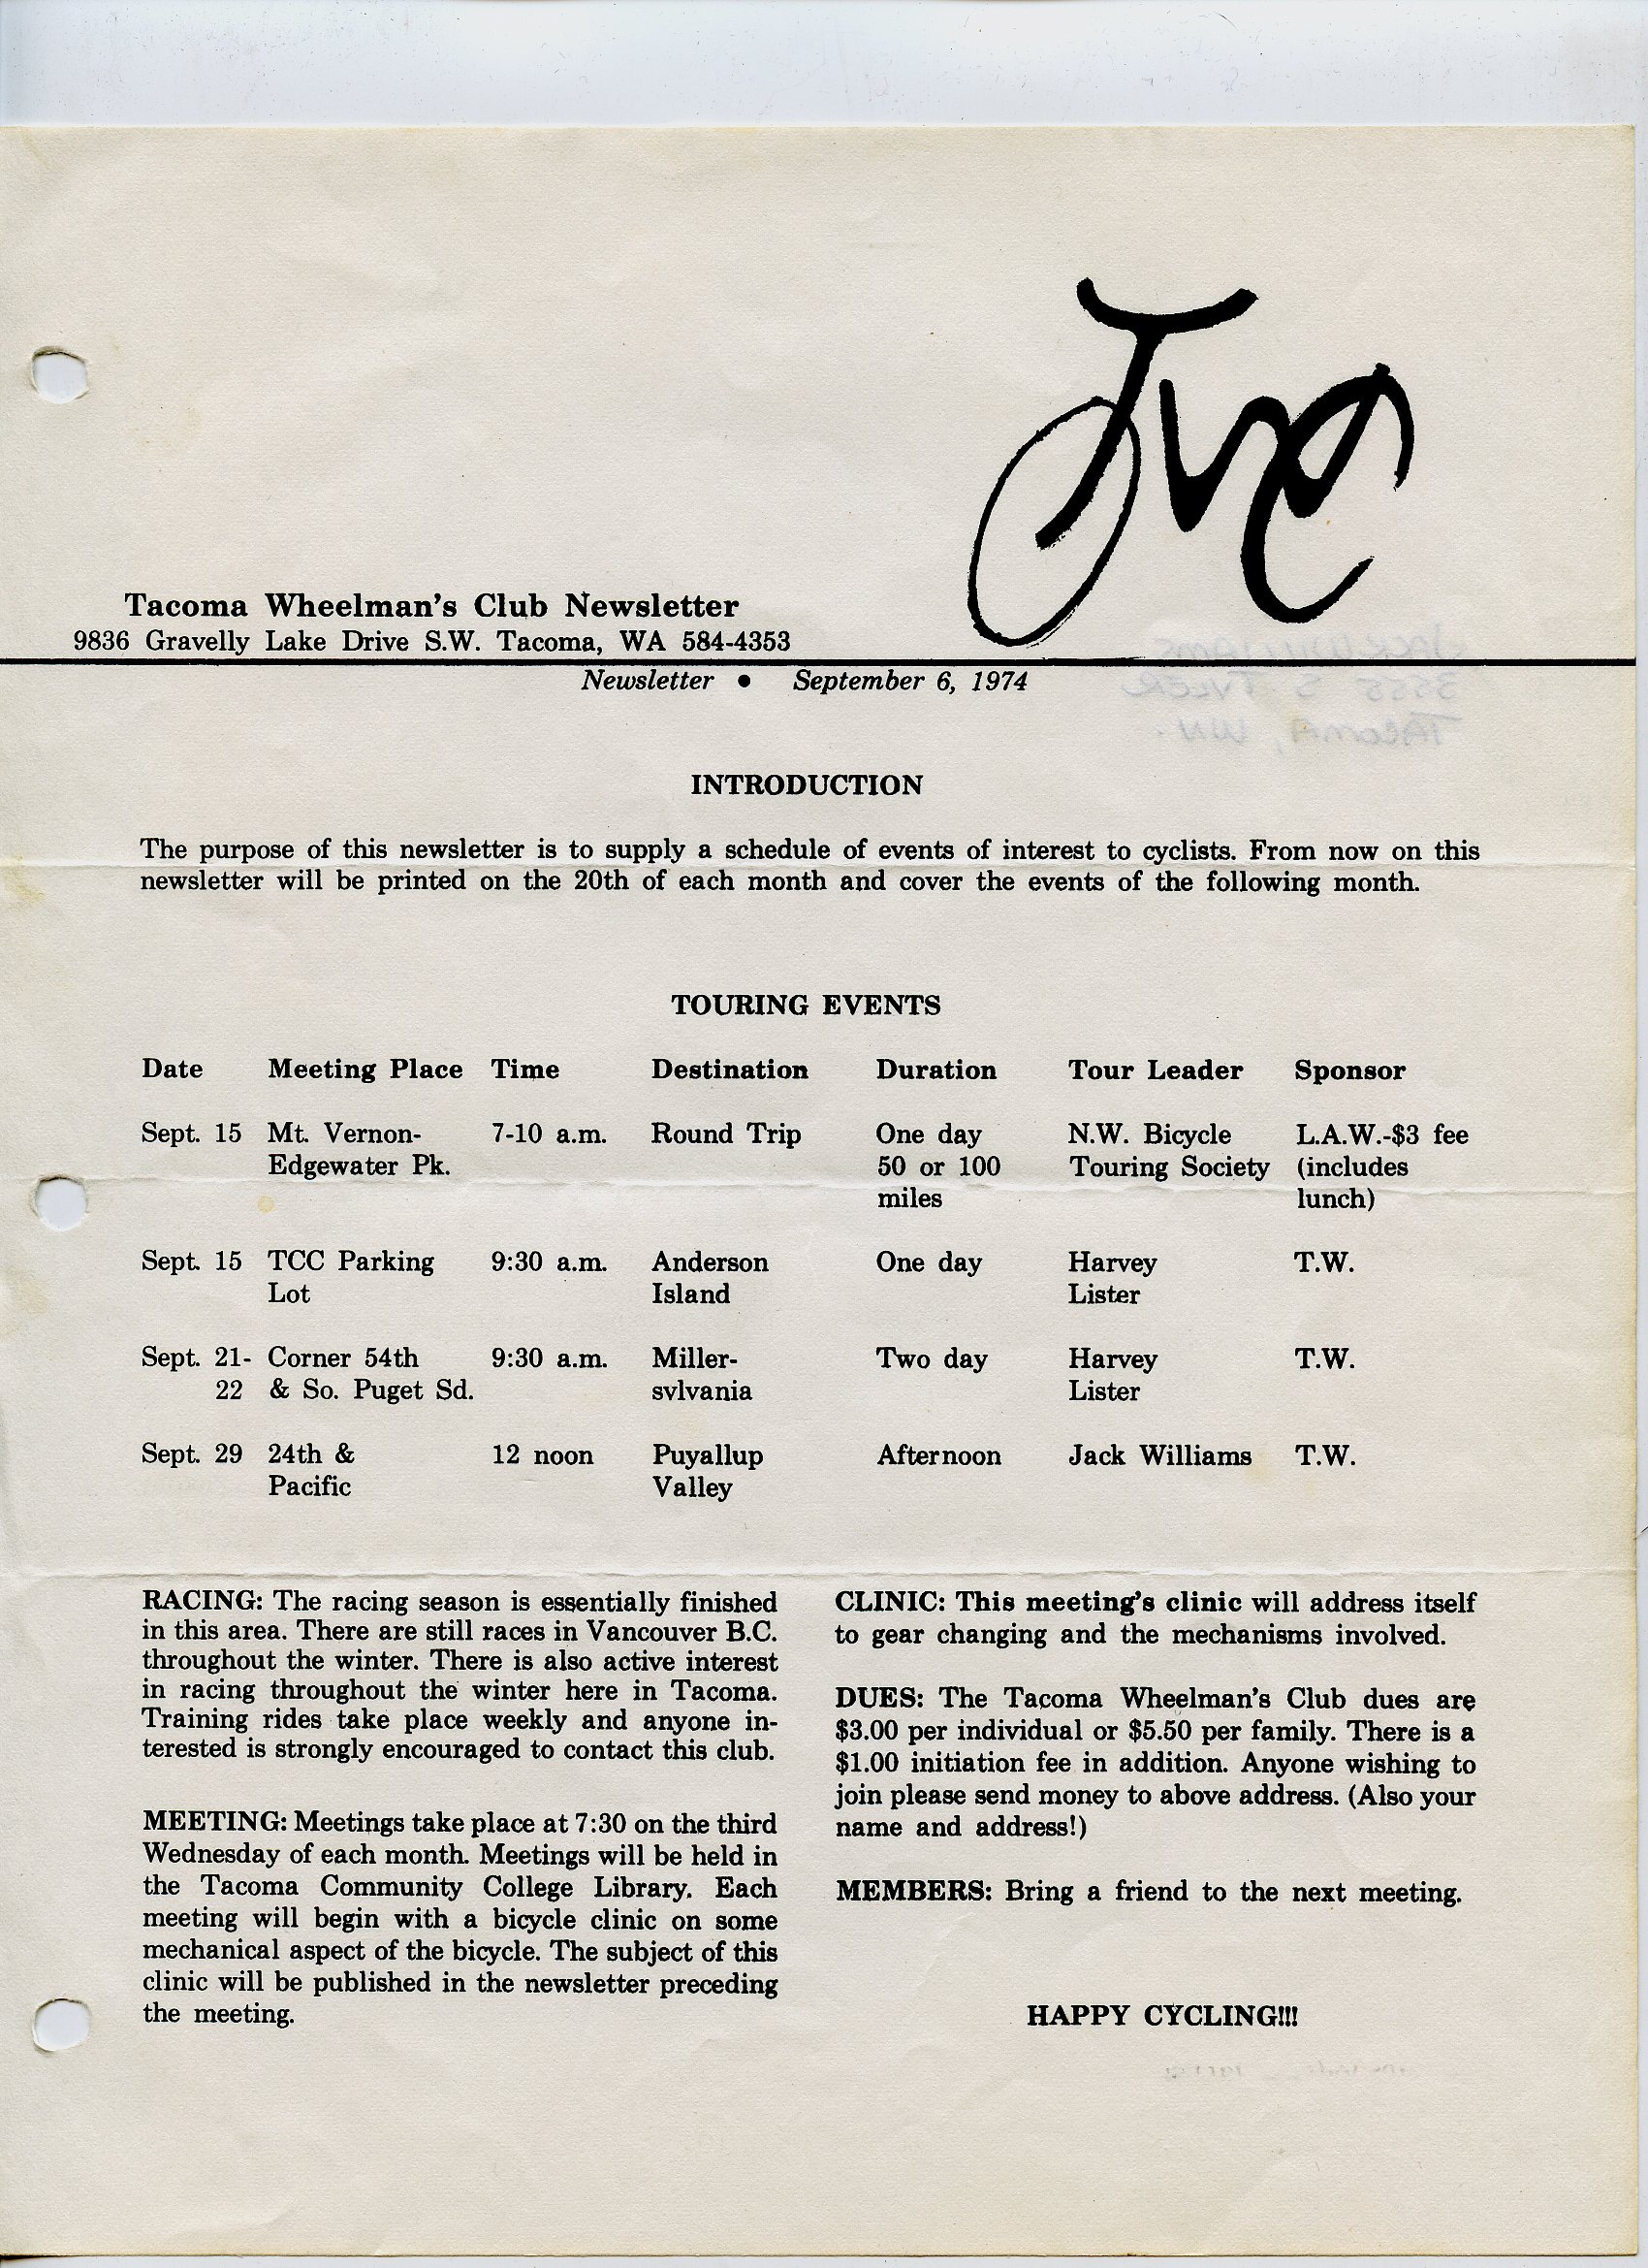 TWC
Tacoma Wheelman's Club Newsletter
9836 Gravelly Lake Drive S.W. Tacoma, WA 584-4353
Newsletter • September 6, 1974
JACK WILLIAMS
S TYLER
TACOMA, WN.
INTRODUCTION
The purpose of this newsletter is to supply a schedule of events of interest to cyclists. From now on this
newsletter will be printed on the 20th of each month and cover the events of the following month.
TOURING EVENTS
Date Meeting Place Time Destination Duration Tour Leader Sponsor
Sept. 15 Mt. Vernon- 7-10 a.m. Round Trip One day N.W. Bicycle L.A.W.-$3 fee
Edgewater Pk. 50 or 100 Touring Society (includes
miles lunch)
Sept. 15 TCC Parking 9:30 a.m. Anderson One day Harvey T.W.
Lot Island Lister
Sept. 21- Corner 54th 9:30 a.m. Miller- Two day Harvey T.W.
22 & So. Puget Sd. svlvania Lister
Sept. 29 24th & 12 noon Puyallup Afternoon Jack Williams T.W.
Pacific Valley
RACING: The racing season is essentially finished
in this area. There are still races in Vancouver B.C.
throughout the winter. There is also active interest
in racing throughout the winter here in Tacoma.
Training rides take place weekly and anyone in-
terested is strongly encouraged to contact this club.
MEETING: Meetings take place at 7:30 on the third
Wednesday of each month. Meetings will be held in
the Tacoma Community College Library. Each
meeting will begin with a bicycle clinic on some
mechanical aspect of the bicycle. The subject of this
clinic will be published in the newsletter preceding
the meeting.
CLINIC: This meeting's clinic will address itself
to gear changing and the mechanisms involved.
DUES: The Tacoma Wheelman's Club dues are
$3.00 per individual or $5.50 per family. There is a
$1.00 initiation fee in addition. Anyone wishing to
join please send money to above address. (Also your
name and address!)
MEMBERS: Bring a friend to the next meeting.
HAPPY CYCLING!!!